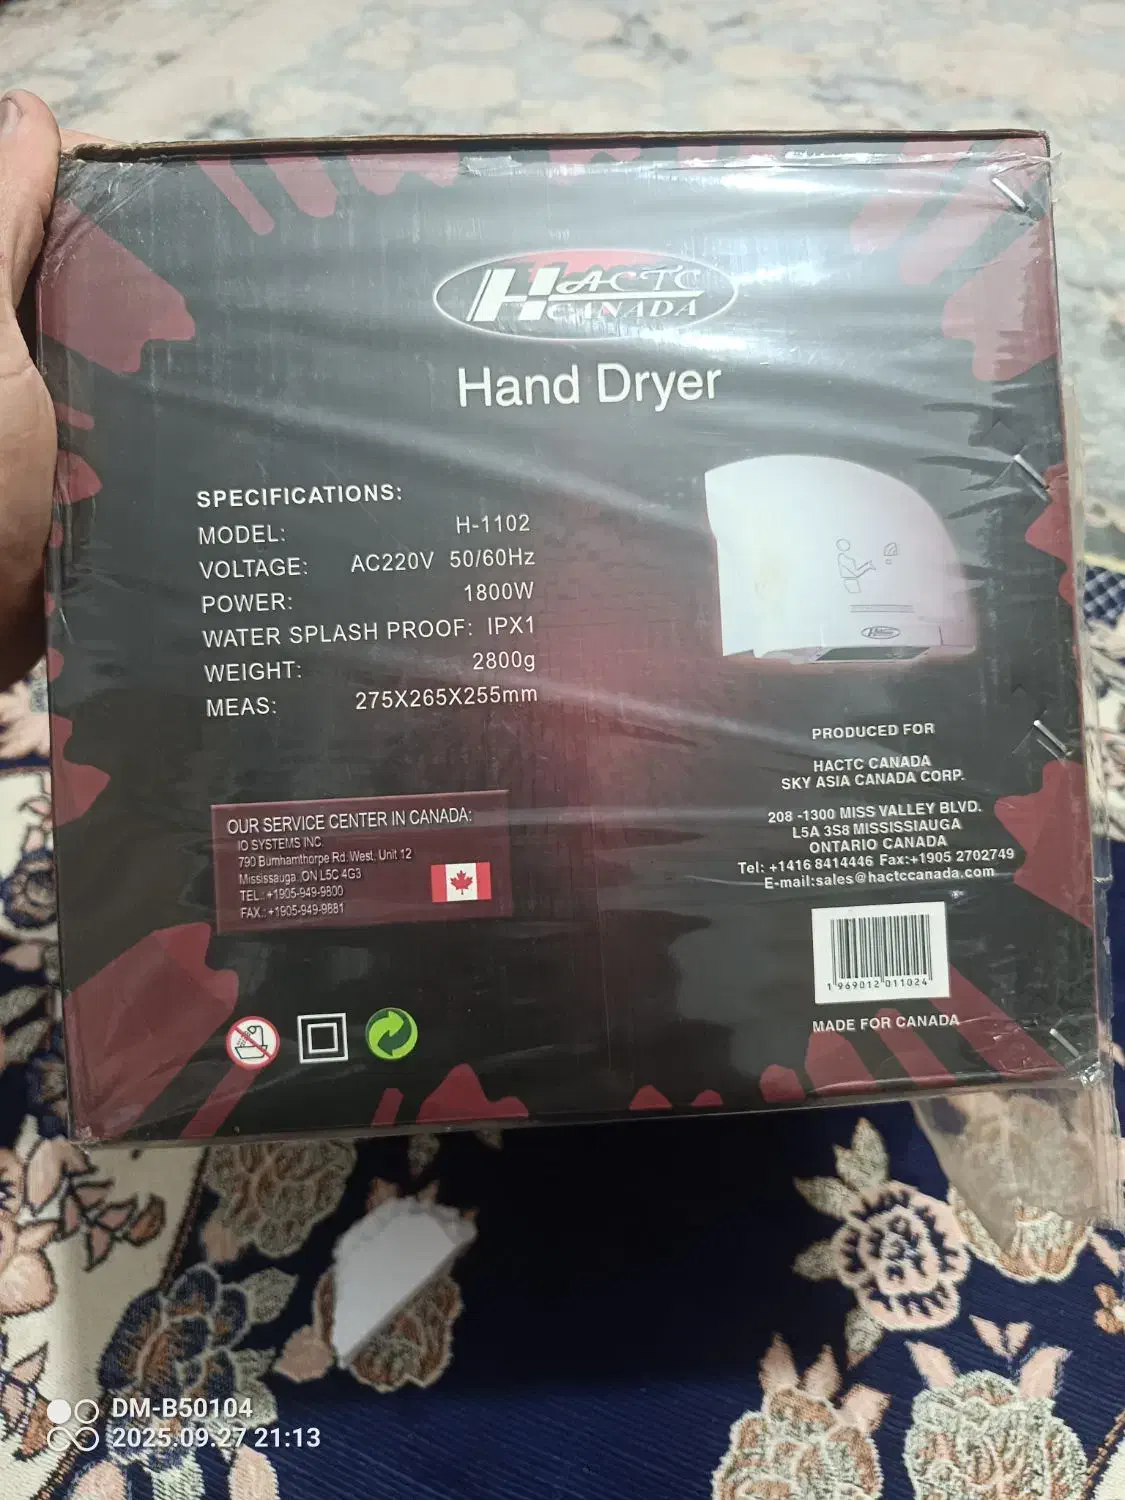 HACTC
CANADA
Hand Dryer
SPECIFICATIONS:
MODEL: H-1102
VOLTAGE: AC220V 50/60Hz
POWER: 1800W
WATER SPLASH PROOF: IPX1
WEIGHT: 2800g
MEAS: 275X265X255mm
PRODUCED FOR
HACTC CANADA
SKY ASIA CANADA CORP.
208 -1300 MISS VALLEY BLVD.
L5A 3S8 MISSISSIAUGA
ONTARIO CANADA
Tel: +1416 8414446 Fax:+1905 2702749
E-mail:sales@hactccanada.com
OUR SERVICE CENTER IN CANADA:
IO SYSTEMS INC.
790 Burnhamthorpe Rd. West, Unit 12
Mississauga ,ON L5C 4G3
TEL.: +1905-949-9800
FAX.: +1905-949-9881
1 969012 011024
MADE FOR CANADA
DM-B50104
2025.09.27 21:13